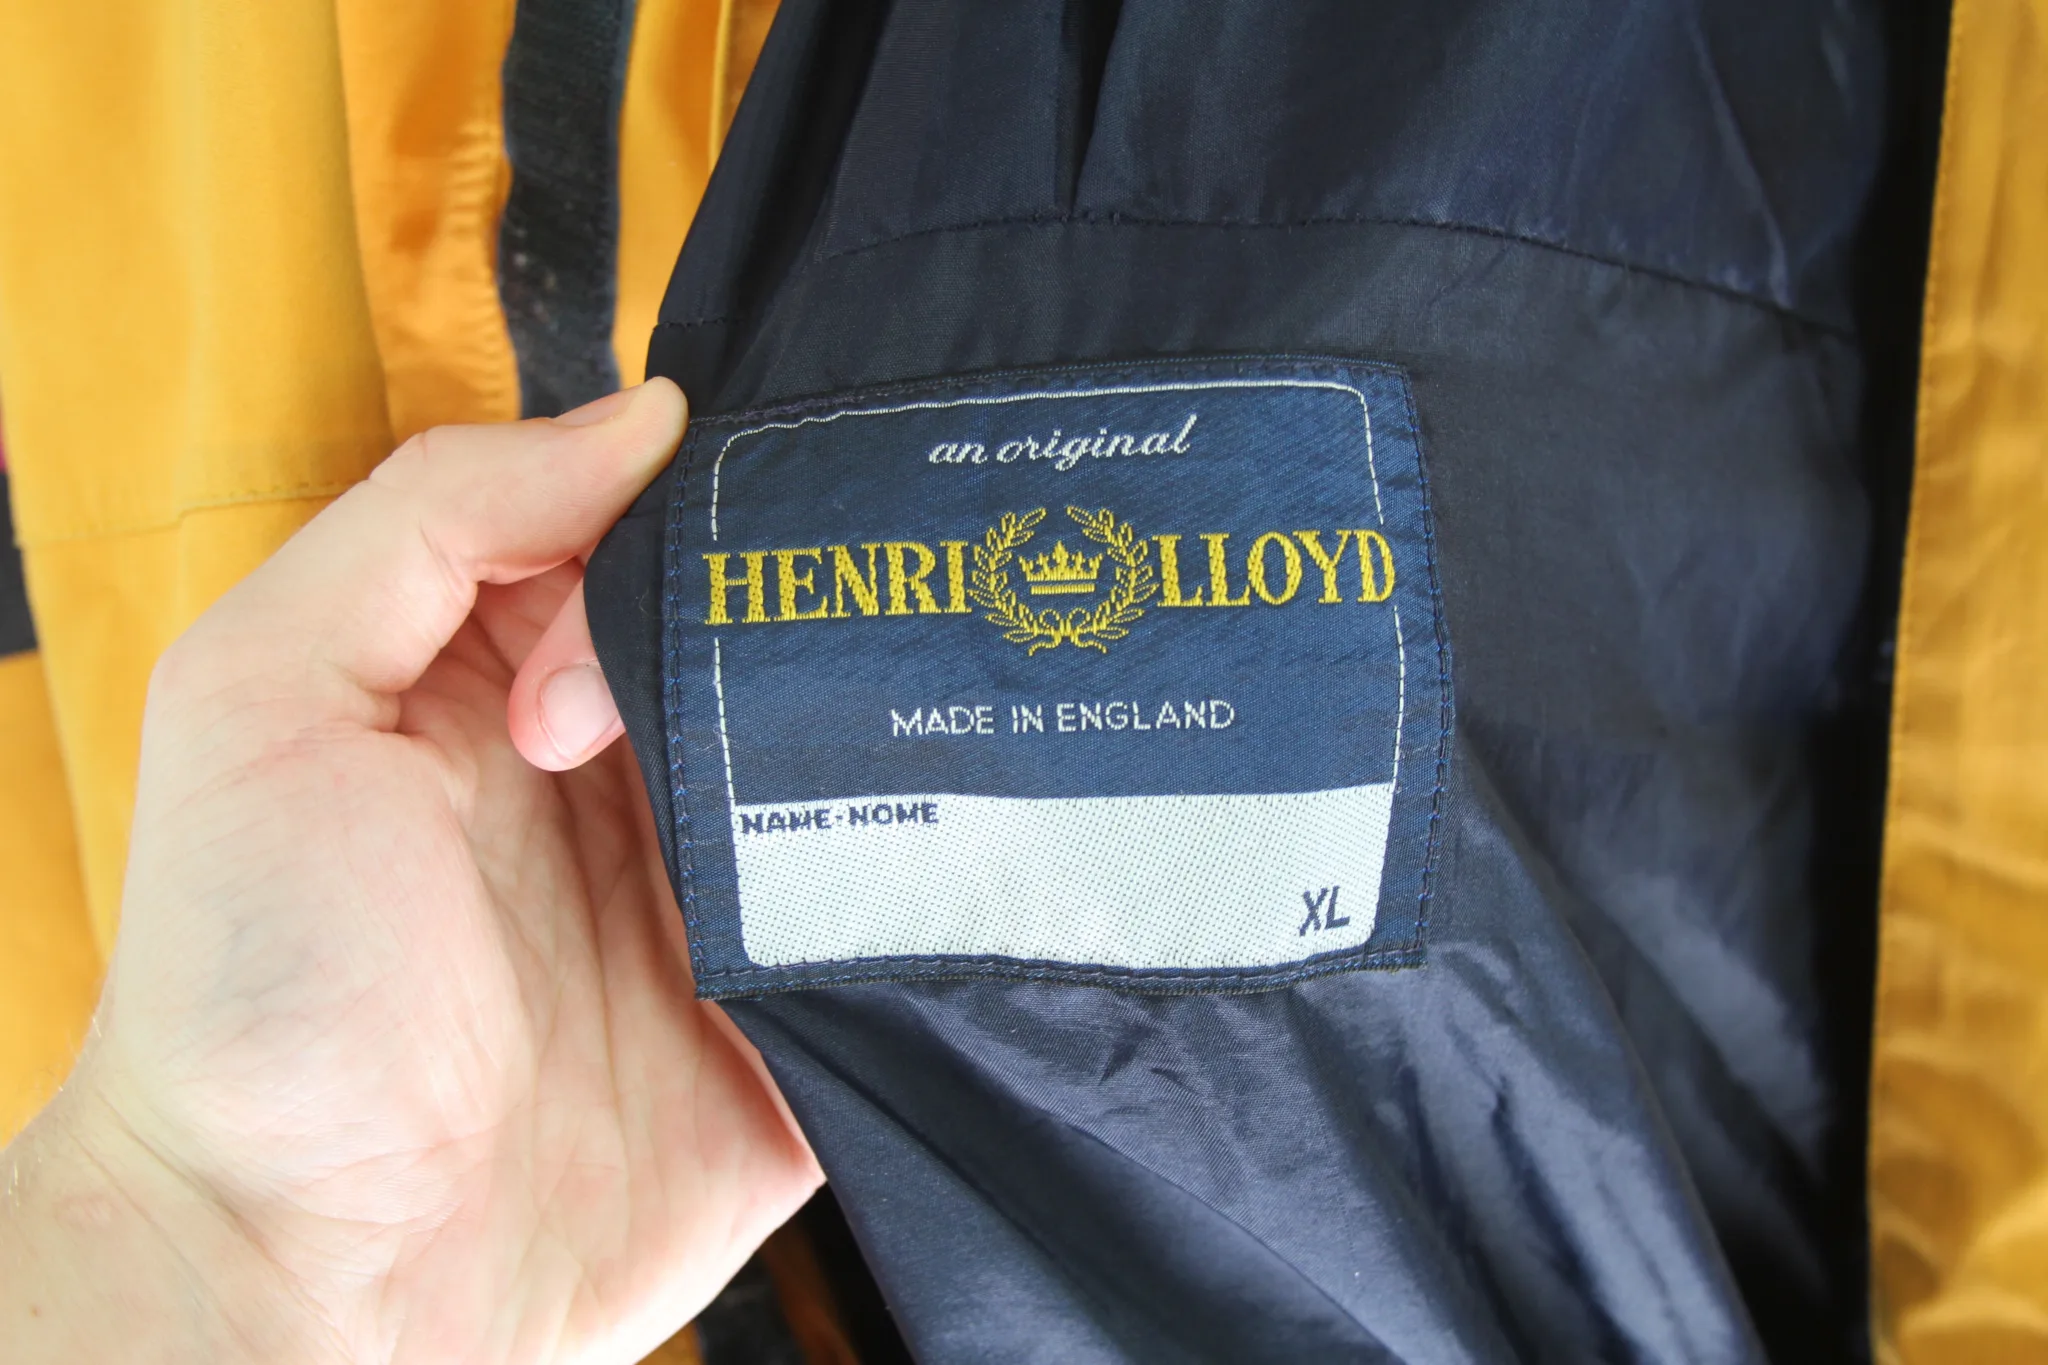 an original
HENRI LLOYD
MADE IN ENGLAND
NAME-NOME
XL